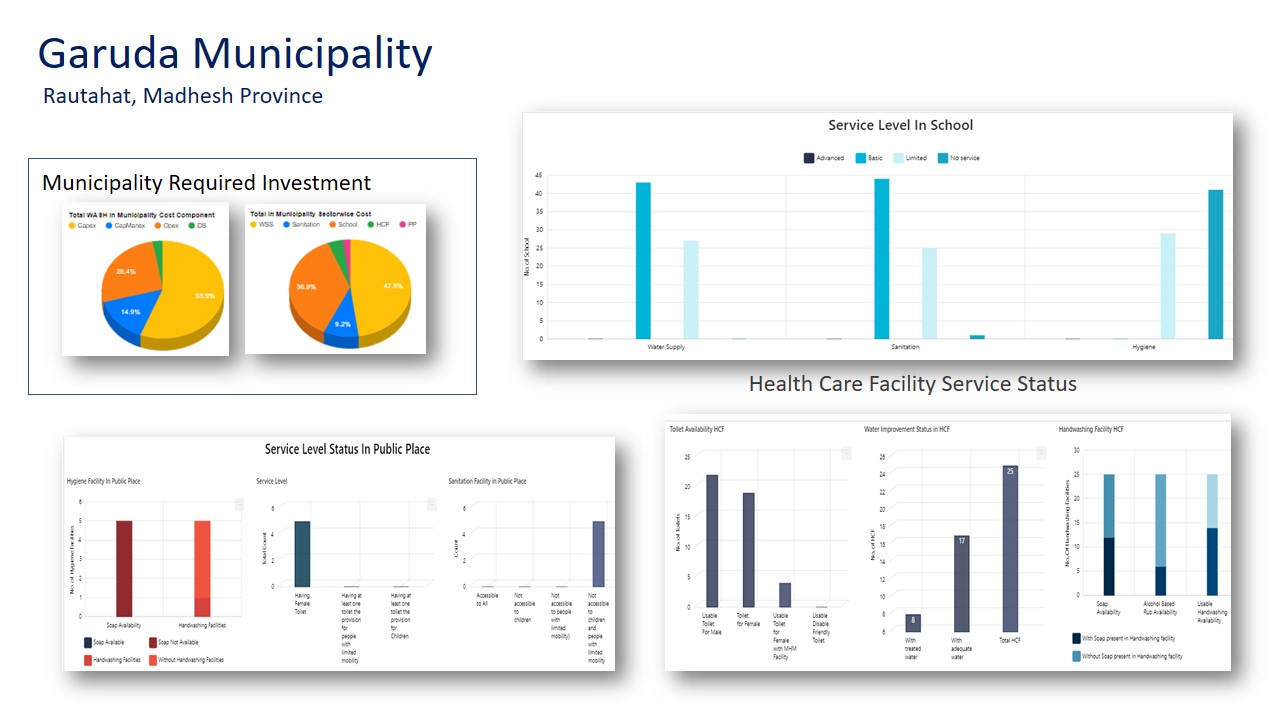 Garuda Municipality
Rautahat, Madhesh Province
Municipality Required Investment
Total WASH in Municipality Cost Component
Capex CapManex Opex DS
26.4%
14.9%
Total in Municipality Sectorwise Cost
WSS Sanitation School HCF PP
36.9%
9.2%
Service Level In School
Advanced Basic Limited No service
No. of School
45
40
35
30
25
20
15
10
5
0
Water Supply Sanitation Hygiene
Service Level Status In Public Place
Hygiene Facility In Public Place
No. of Hygiene Facilities
6
5
4
3
2
1
0
Soap Availability Handwashing Facilities
Soap Available Soap Not Available
Handwashing Facilities Without Handwashing Facilities
Service Level
Total Count
6
4
2
0
Having
Female
Toilet
Having at
least one
toilet the
provision
for
people
with
limited
mobility
Having at
least one
toilet the
provision for
Children
Sanitation Facility in Public Place
Count
6
4
2
0
Accessible
to All
Not
accessible
to
children
Not
accessible
to people
with
limited
mobility)
Not
accessible
to
children
and
people
with
limited
mobility
Health Care Facility Service Status
Toilet Availability HCF
No. of Toilets
25
20
15
10
5
0
Usable
Toilet
For Male
Toilet
for Female
Usable
Toilet
for
Female
with MHM
Facility
Usable
Disable
Friendly
Toilet
Water Improvement Status in HCF
No. of HCF
26
24
22
20
18
16
14
12
10
8
6
8
17
25
With
treated
water
With
adequate
water
Total HCF
Handwashing Facility HCF
No. Of Handwashing Facilities
30
25
20
15
10
5
0
Soap
Availability
Alcohol Based
Rub Availability
Usable
Handwashing
Availability
With Soap present in Handwashing facility
Without Soap present in Handwashing facility